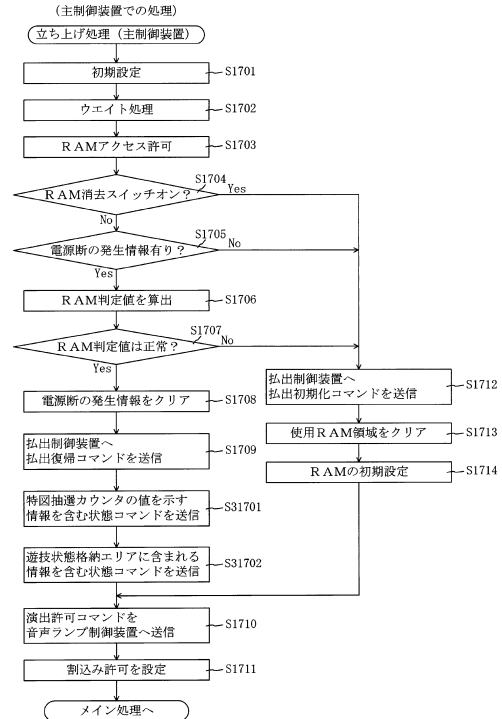 (主制御装置での処理)
立ち上げ処理(主制御装置)
初期設定
S1701
ウエイト処理
S1702
RAMアクセス許可
S1703
RAM消去スイッチオン?
S1704
Yes
No
電源断の発生情報有り?
S1705
No
Yes
RAM判定値を算出
S1706
RAM判定値は正常?
S1707
No
Yes
電源断の発生情報をクリア
S1708
払出制御装置へ
払出復帰コマンドを送信
S1709
特図抽選カウンタの値を示す
情報を含む状態コマンドを送信
S31701
遊技状態格納エリアに含まれる
情報を含む状態コマンドを送信
S31702
払出制御装置へ
払出初期化コマンドを送信
S1712
使用RAM領域をクリア
S1713
RAMの初期設定
S1714
演出許可コマンドを
音声ランプ制御装置へ送信
S1710
割込み許可を設定
S1711
メイン処理へ